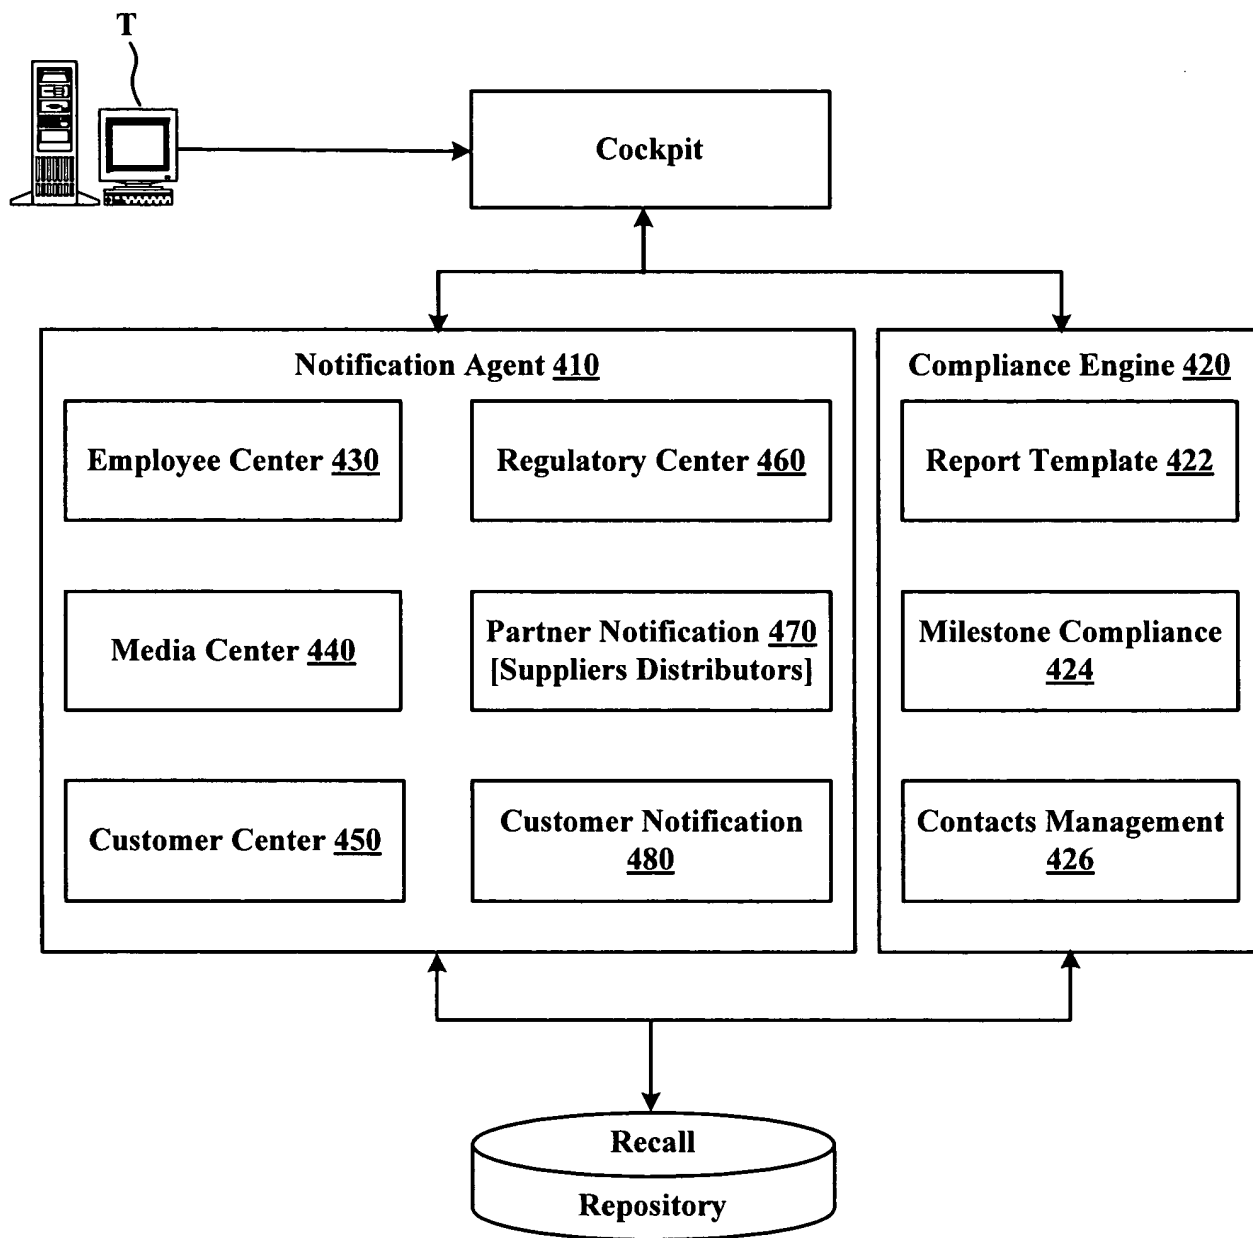 T
Cockpit
Notification Agent 410
Compliance Engine 420
Employee Center 430
Regulatory Center 460
Report Template 422
Media Center 440
Partner Notification 470
[Suppliers Distributors]
Milestone Compliance
424
Customer Center 450
Customer Notification
480
Contacts Management
426
Recall
Repository